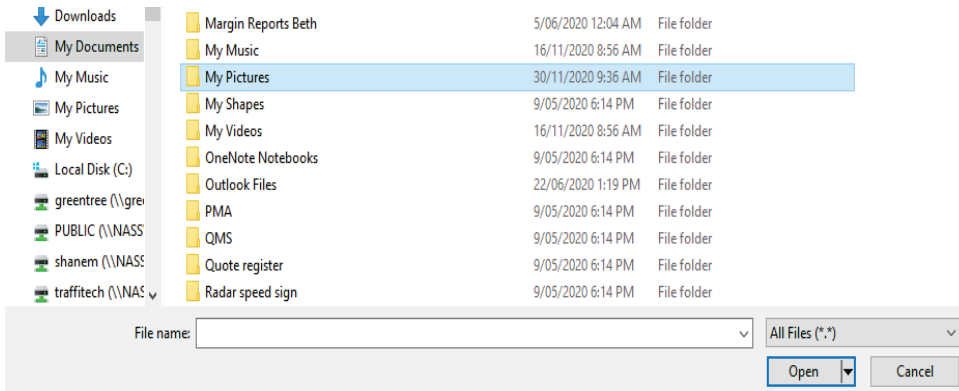 Downloads
My Documents
My Music
My Pictures
My Videos
Local Disk (C:)
greentree (\\gre
PUBLIC (\\NASS
shanem (\\NASS
traffitech (\\NAS
Margin Reports Beth 5/06/2020 12:04 AM File folder
My Music 16/11/2020 8:56 AM File folder
My Pictures 30/11/2020 9:36 AM File folder
My Shapes 9/05/2020 6:14 PM File folder
My Videos 16/11/2020 8:56 AM File folder
OneNote Notebooks 9/05/2020 6:14 PM File folder
Outlook Files 22/06/2020 1:19 PM File folder
PMA 9/05/2020 6:14 PM File folder
QMS 9/05/2020 6:14 PM File folder
Quote register 9/05/2020 6:14 PM File folder
Radar speed sign 9/05/2020 6:14 PM File folder
File name: All Files (*.*)
Open Cancel